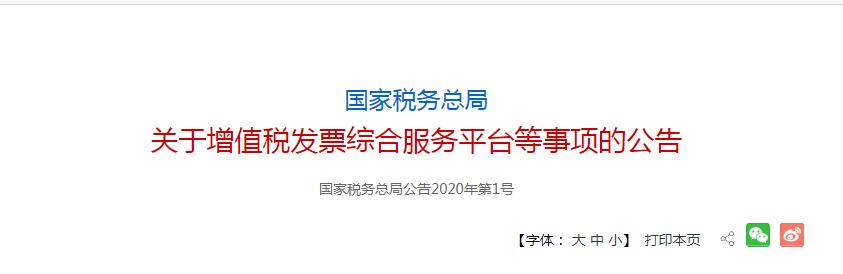 国家税务总局
关于增值税发票综合服务平台等事项的公告
国家税务总局公告2020年第1号
【字体： 大 中 小】 打印本页